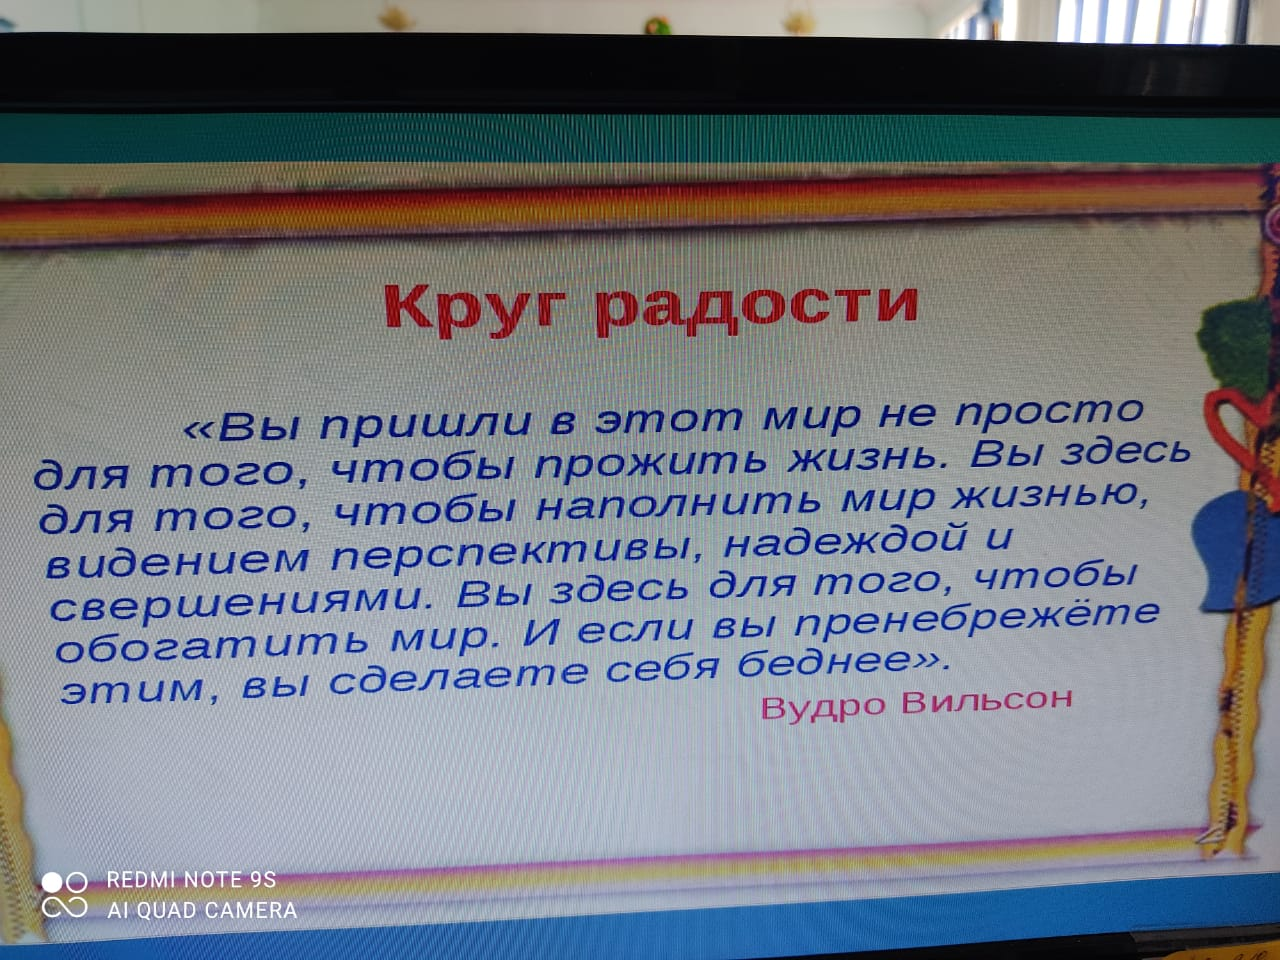 Круг радости
«Вы пришли в этот мир не просто
для того, чтобы прожить жизнь. Вы здесь
для того, чтобы наполнить мир жизнью,
видением перспективы, надеждой и
свершениями. Вы здесь для того, чтобы
обогатить мир. И если вы пренебрежёте
этим, вы сделаете себя беднее».
Вудро Вильсон
REDMI NOTE 9S
AI QUAD CAMERA